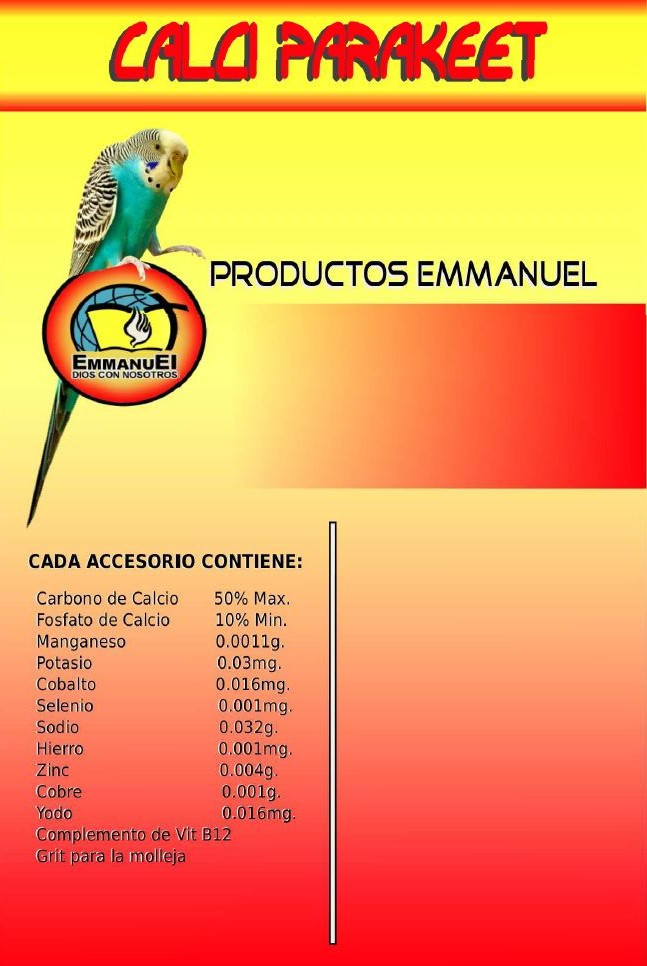 CALCI PARAKEET
PRODUCTOS EMMANUEL
EMMANUEl
DIOS CON NOSOTROS
CADA ACCESORIO CONTIENE:
Carbono de Calcio 50% Max.
Fosfato de Calcio 10% Min.
Manganeso 0.0011g.
Potasio 0.03mg.
Cobalto 0.016mg.
Selenio 0.001mg.
Sodio 0.032g.
Hierro 0.001mg.
Zinc 0.004g.
Cobre 0.001g.
Yodo 0.016mg.
Complemento de Vit B12
Grit para la molleja